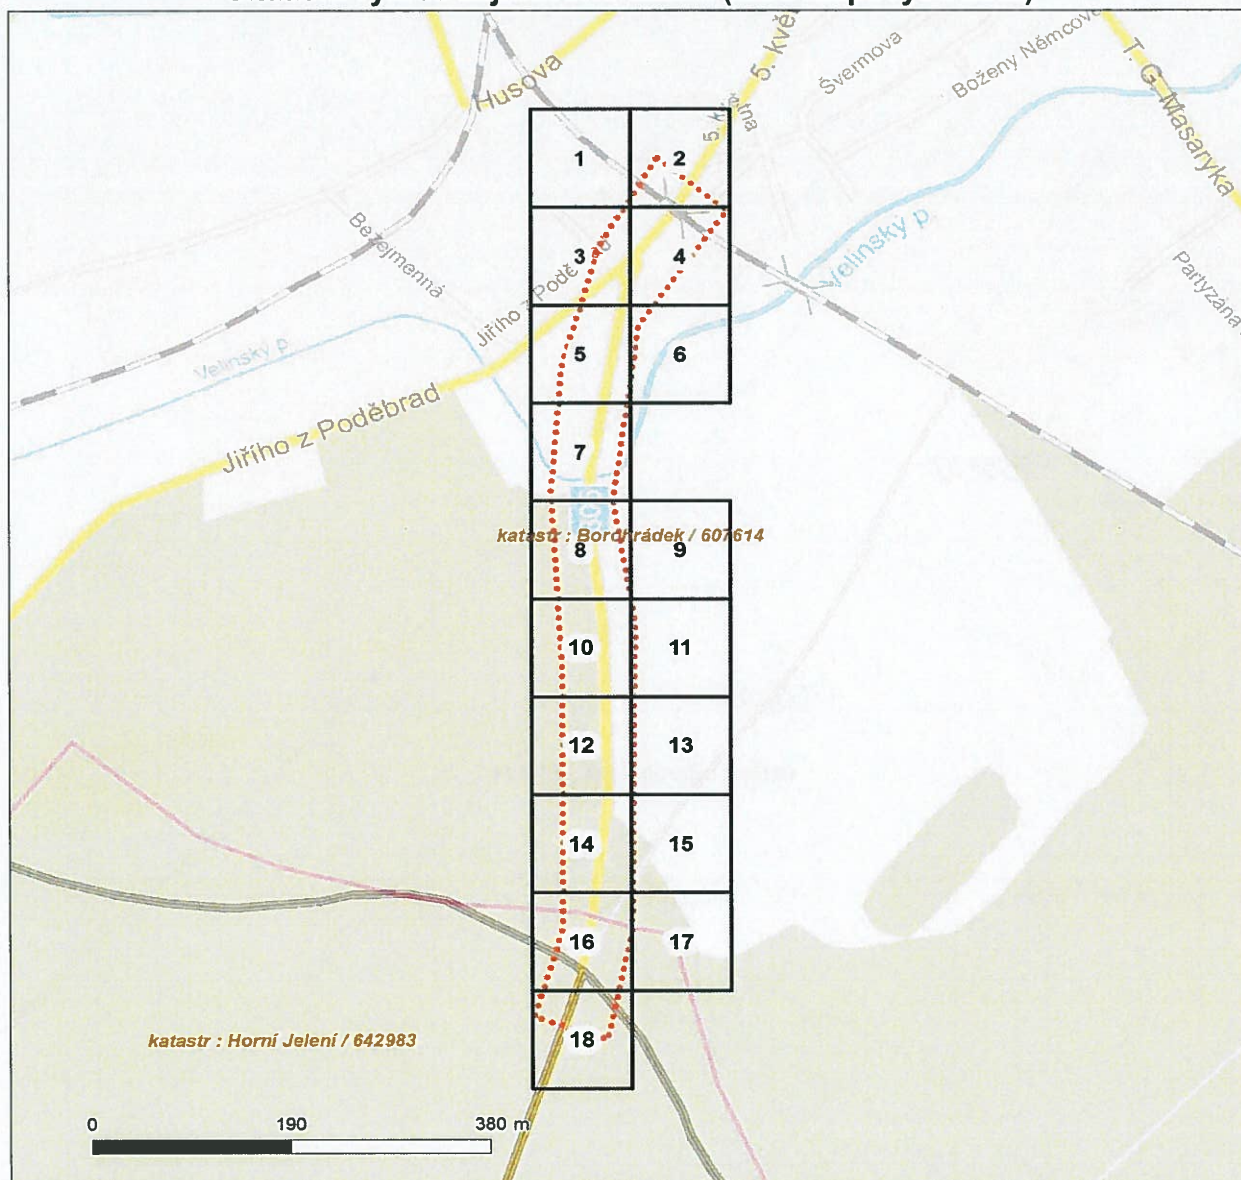 Husova
5. kvě
Švermova
Boženy Němcové
T. G. Masaryka
1
2
Bezejmenná
3
4
Velinský p.
Partyzána
Jiřího z Poděbrad
5
6
Velinský p.
Jiřího z Poděbrad
7
katastr : Borohrádek / 607614
8
9
10
11
12
13
14
15
16
17
18
katastr : Horní Jelení / 642983
0 190 380 m